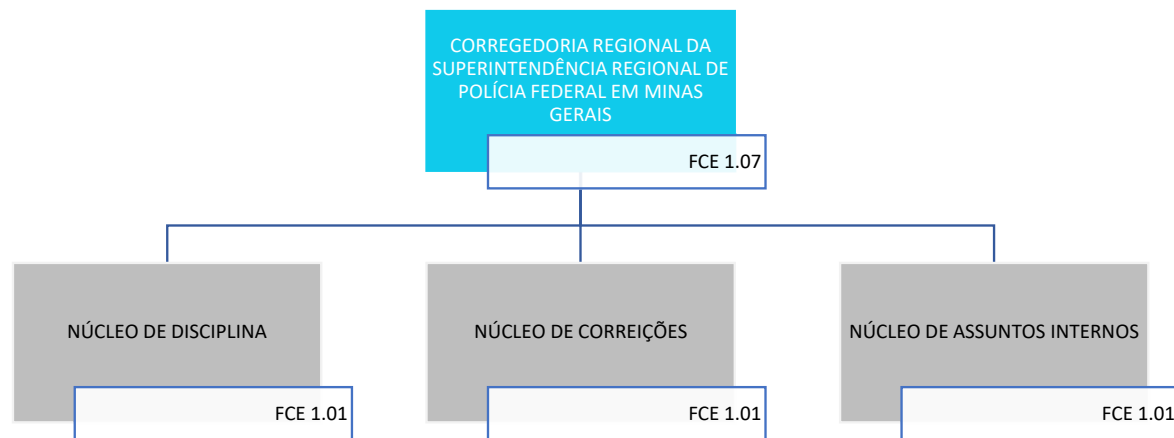 CORREGEDORIA REGIONAL DA
SUPERINTENDÊNCIA REGIONAL DE
POLÍCIA FEDERAL EM MINAS
GERAIS
FCE 1.07
NÚCLEO DE DISCIPLINA
FCE 1.01
NÚCLEO DE CORREIÇÕES
FCE 1.01
NÚCLEO DE ASSUNTOS INTERNOS
FCE 1.01